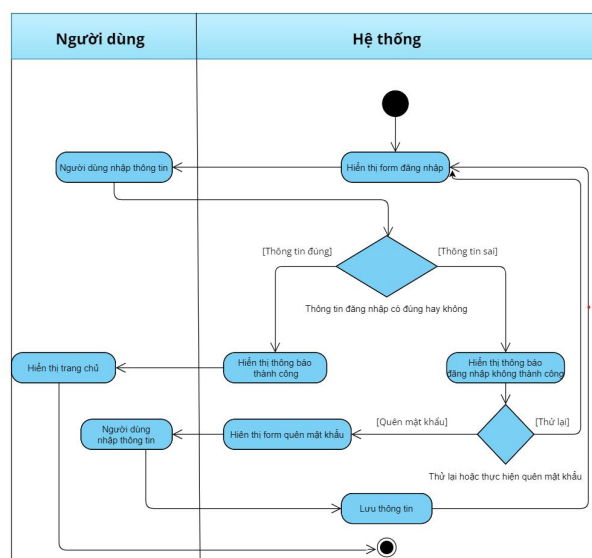 Người dùng
Hệ thống
Người dùng nhập thông tin
Hiển thị form đăng nhập
[Thông tin đúng]
[Thông tin sai]
Thông tin đăng nhập có đúng hay không
Hiển thị trang chủ
Hiển thị thông báo
thành công
Hiển thị thông báo
đăng nhập không thành công
Người dùng
nhập thông tin
Hiên thị form quên mật khẩu
[Quên mật khẩu]
[Thử lại]
Thử lại hoặc thực hiện quên mật khẩu
Lưu thông tin